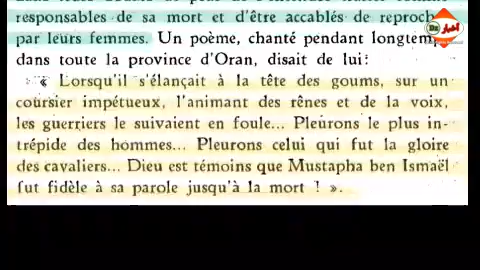 responsables de sa mort et d'être accablés de reproch
par leurs femmes. Un poème, chanté pendant longtem
dans toute la province d'Oran, disait de lui:
« Lorsqu'il s'élançait à la tête des goums, sur un
coursier impétueux, l'animant des rênes et de la voix,
les guerriers le suivaient en foule... Pleurons le plus in-
trépide des hommes... Pleurons celui qui fut la gloire
des cavaliers... Dieu est témoins que Mustapha ben Ismaël
fut fidèle à sa parole jusqu'à la mort ! ».